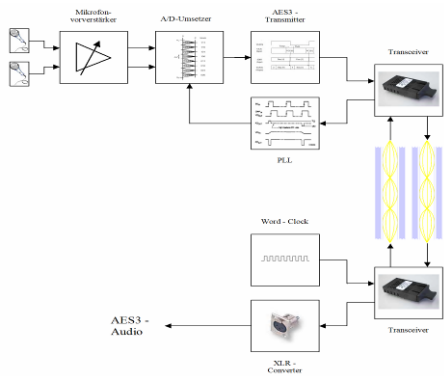 Mikrofon-
vorverstärker
A/D-Umsetzer
AES3 -
Transmitter
Transceiver
PLL
Word - Clock
AES3 -
Audio
XLR -
Converter
Transceiver